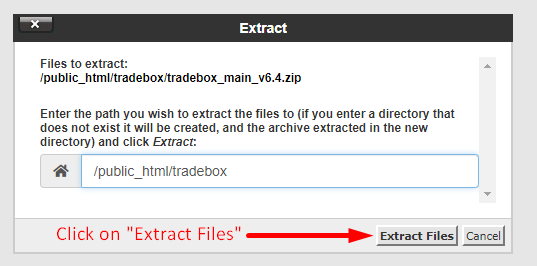 Extract
Files to extract:
/public_html/tradebox/tradebox_main_v6.4.zip
Enter the path you wish to extract the files to (if you enter a directory that
does not exist it will be created, and the archive extracted in the new
directory) and click Extract:
/public_html/tradebox
Click on "Extract Files"
Extract Files Cancel